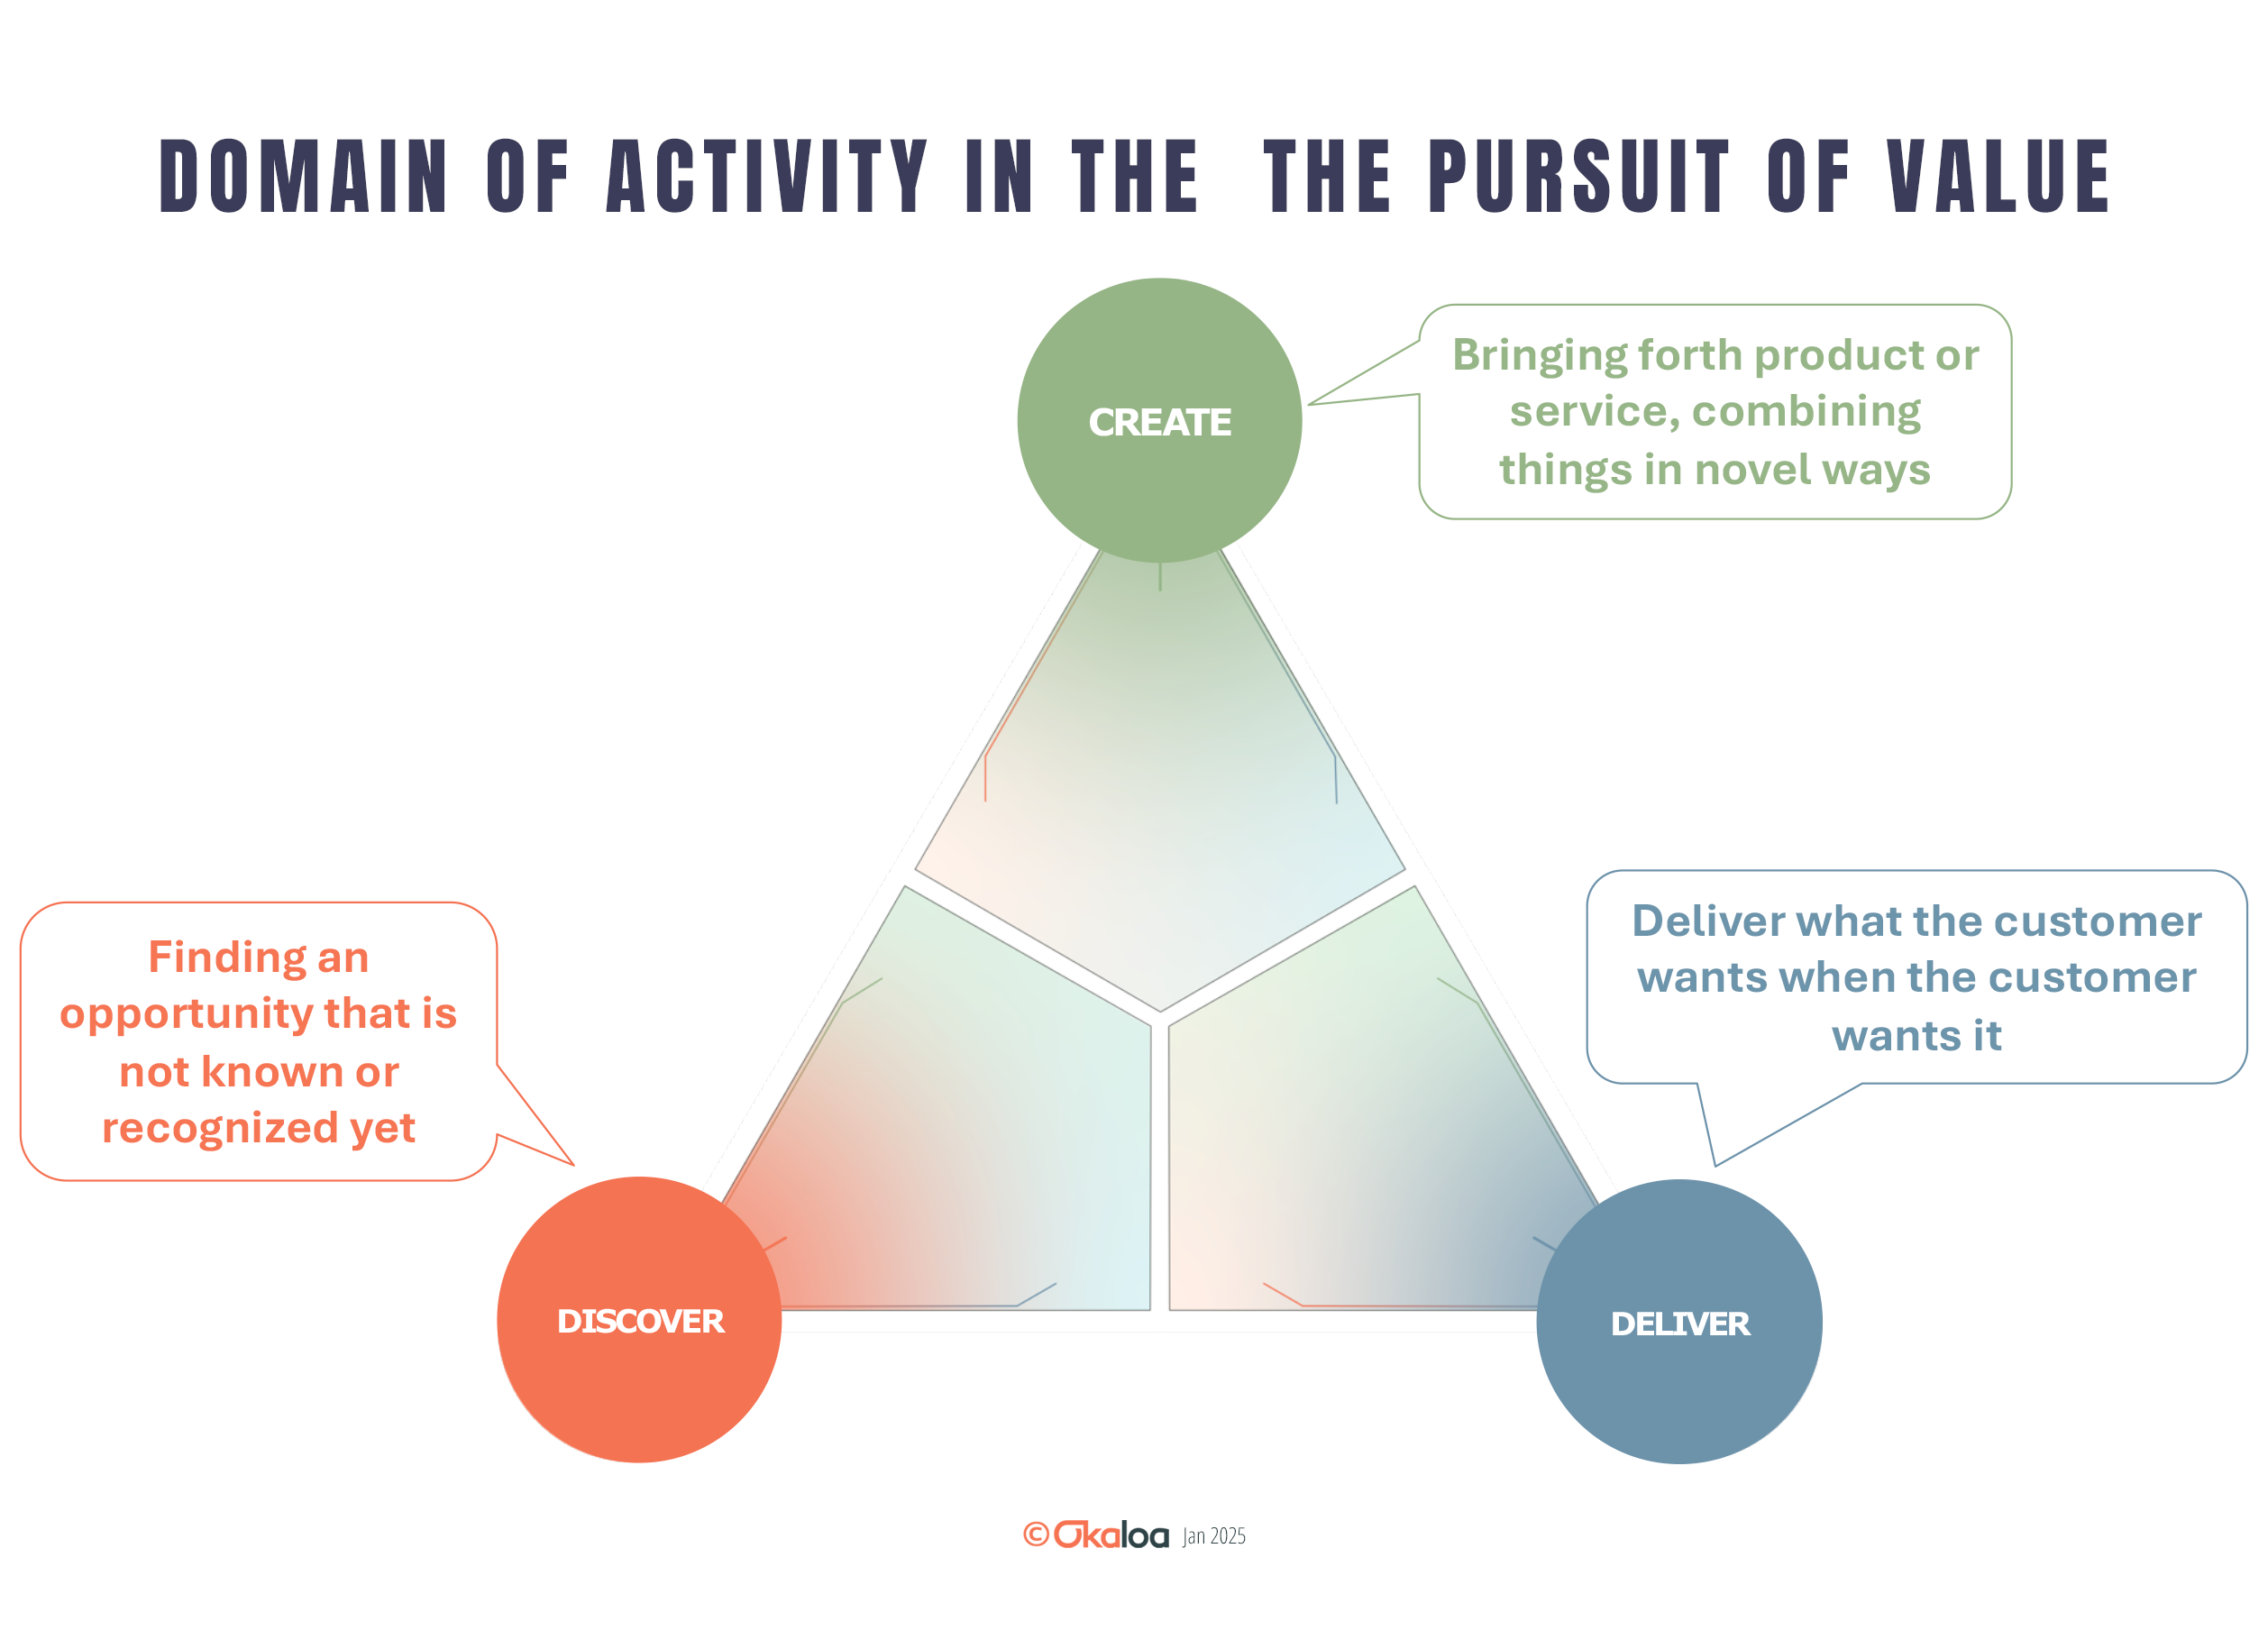 DOMAIN OF ACTIVITY IN THE THE PURSUIT OF VALUE
CREATE
Bringing forth product or
service, combining
things in novel ways
Finding an
opportunity that is
not known or
recognized yet
Deliver what the customer
wants when the customer
wants it
DISCOVER
DELIVER
© Okaloa Jan 2025